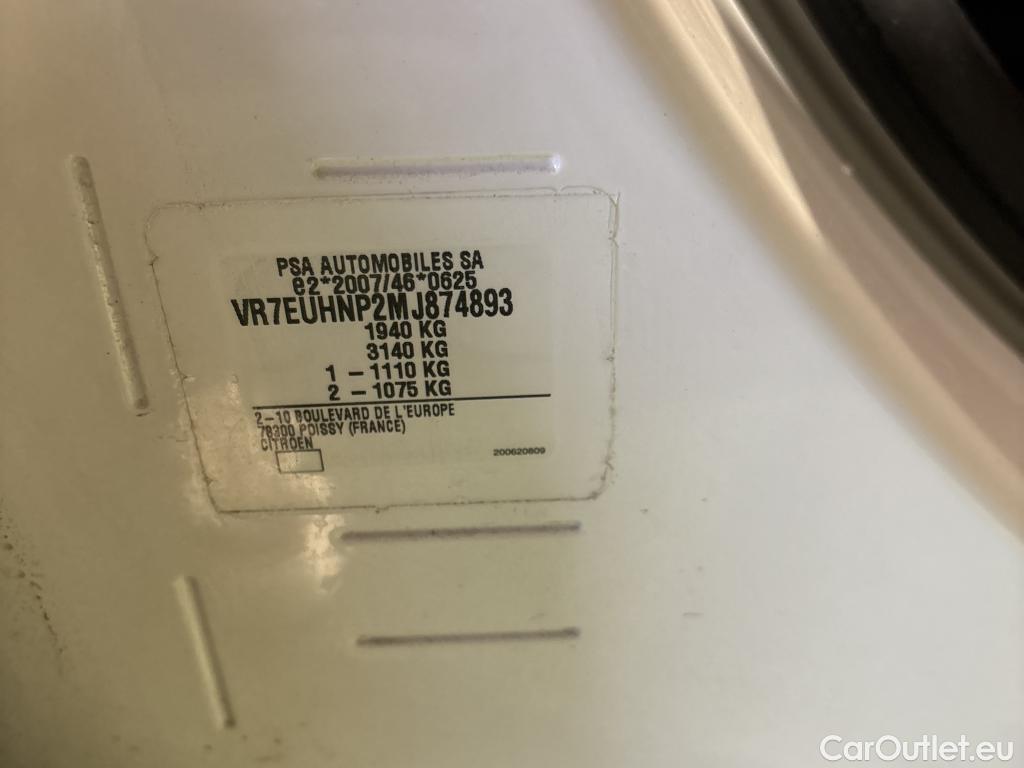 PSA AUTOMOBILES SA
e2*2007/46*0625
VR7EUHNP2MJ874893
1940 KG
3140 KG
1 – 1110 KG
2 – 1075 KG
2–10 BOULEVARD DE L'EUROPE
78300 POISSY (FRANCE)
CITROEN
200620809
CarOutlet.eu